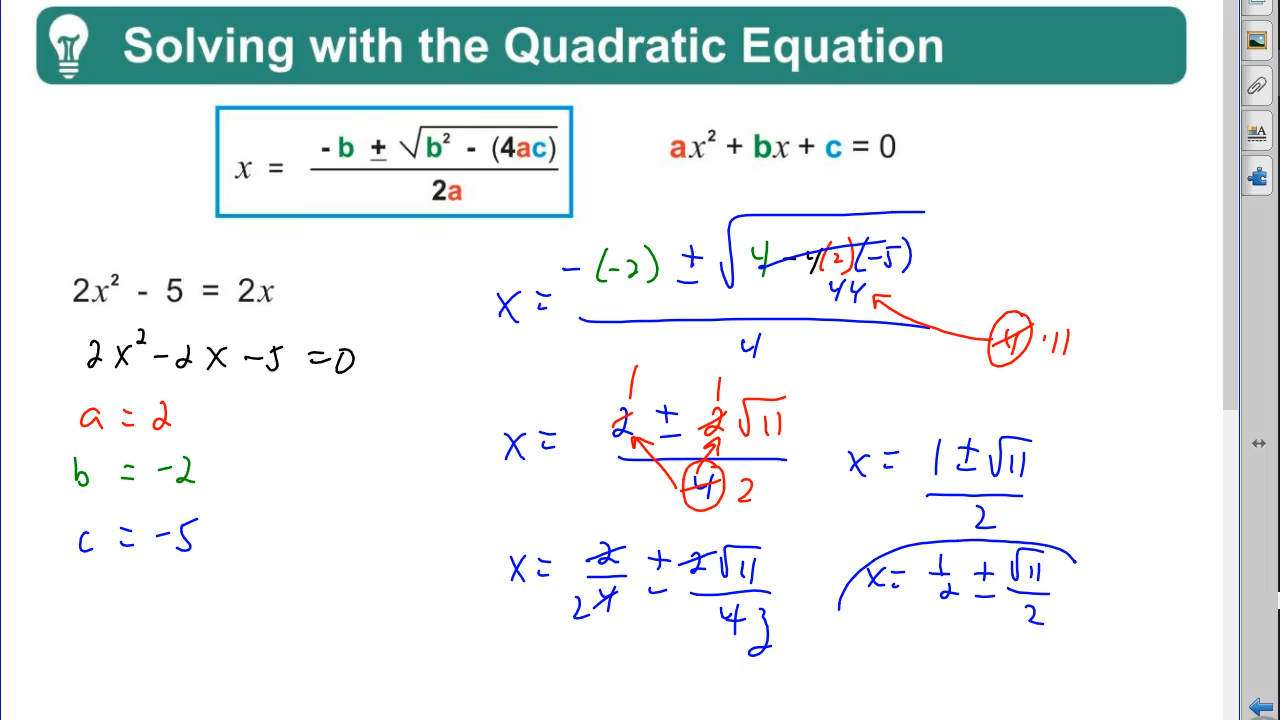 Solving with the Quadratic Equation
x = (-b ± √(b² - (4ac))) / 2a
ax² + bx + c = 0
2x² - 5 = 2x
2x² - 2x - 5 = 0
a = 2
b = -2
c = -5
x = (-(-2) ± √(4 - 4(2)(-5))) / 4
44
4 · 11
x = (2 ± 2√11) / 4
1 1
2
x = (1 ± √11) / 2
x = 2/4 ± 2√11/4
2 2
x = 1/2 ± √11/2